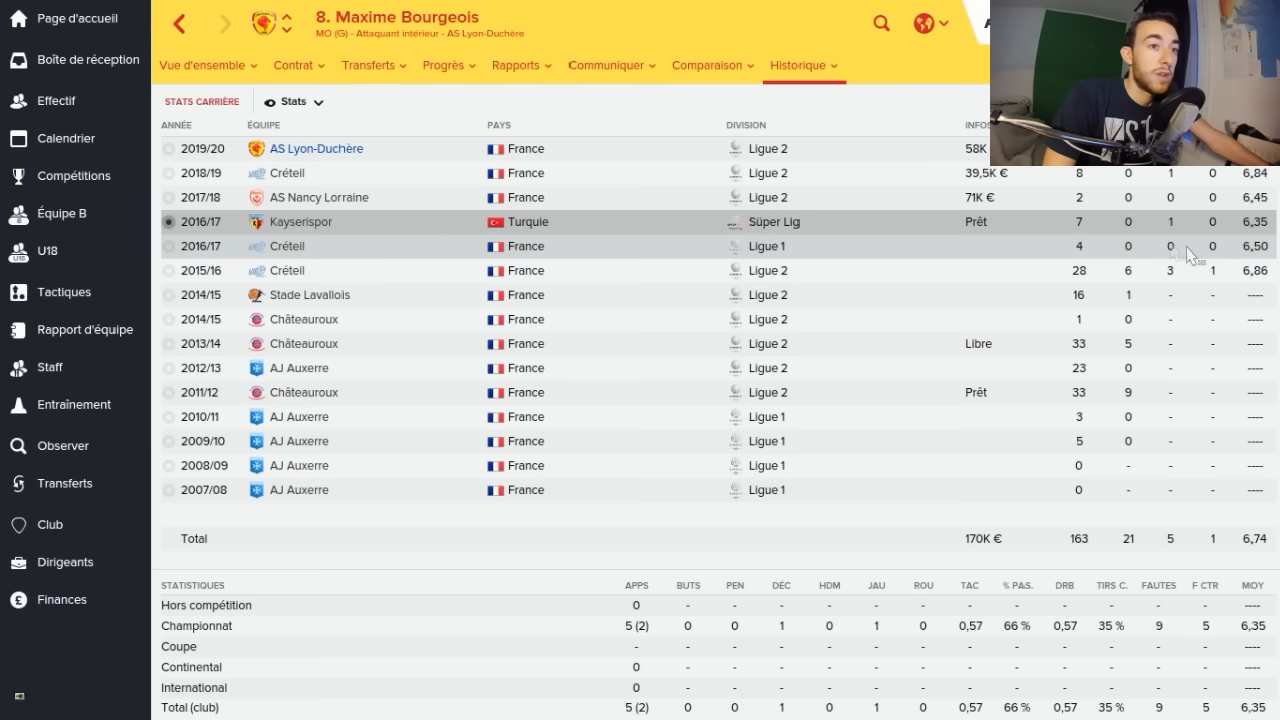 Page d'accueil
Boîte de réception
Effectif
Calendrier
Compétitions
Équipe B
U18
U18
Tactiques
Rapport d'équipe
Staff
Entraînement
Observer
Transferts
Club
Dirigeants
Finances
8. Maxime Bourgeois
MO (G) - Attaquant intérieur - AS Lyon-Duchère
Vue d'ensemble Contrat Transferts Progrès Rapports Communiquer Comparaison Historique
STATS CARRIÈRE Stats
ANNÉE ÉQUIPE PAYS DIVISION INFOS
2019/20 AS Lyon-Duchère France Ligue 2 58K
2018/19 Créteil France Ligue 2 39,5K € 8 0 1 0 6,84
2017/18 AS Nancy Lorraine France Ligue 2 71K € 2 0 0 0 6,45
2016/17 Kayserispor Turquie Süper Lig Prêt 7 0 1 0 6,35
2016/17 Créteil France Ligue 1 4 0 0 0 6,50
2015/16 Créteil France Ligue 2 28 6 3 1 6,86
2014/15 Stade Lavallois France Ligue 2 16 1 - - ----
2014/15 Châteauroux France Ligue 2 1 0 - - ----
2013/14 Châteauroux France Ligue 2 Libre 33 5 - - ----
2012/13 AJ Auxerre France Ligue 2 23 0 - - ----
2011/12 Châteauroux France Ligue 2 Prêt 33 9 - - ----
2010/11 AJ Auxerre France Ligue 1 3 0 - - ----
2009/10 AJ Auxerre France Ligue 1 5 0 - - ----
2008/09 AJ Auxerre France Ligue 1 0 - - - ----
2007/08 AJ Auxerre France Ligue 1 0 - - - ----
Total 170K € 163 21 5 1 6,74
STATISTIQUES APPS BUTS PEN DÉC HDM JAU ROU TAC % PAS. DRB TIRS C. FAUTES F CTR MOY
Hors compétition 0 - - - - - - - - - - - - ----
Championnat 5 (2) 0 0 1 0 1 0 0,57 66 % 0,57 35 % 9 5 6,35
Coupe - - - - - - - - - - - - - ----
Continental 0 - - - - - - - - - - - - ----
International 0 - - - - - - - - - - - - ----
Total (club) 5 (2) 0 0 1 0 1 0 0,57 66 % 0,57 35 % 9 5 6,35